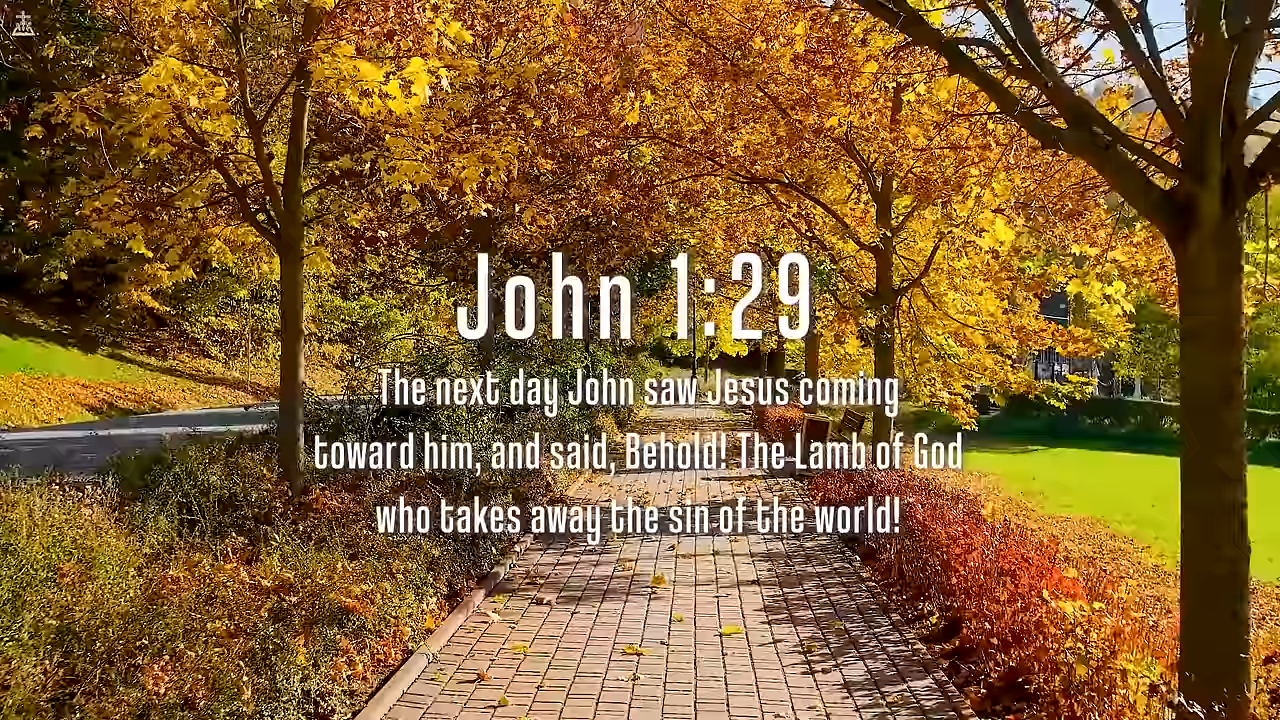 John 1:29
The next day John saw Jesus coming
toward him, and said, Behold! The Lamb of God
who takes away the sin of the world!